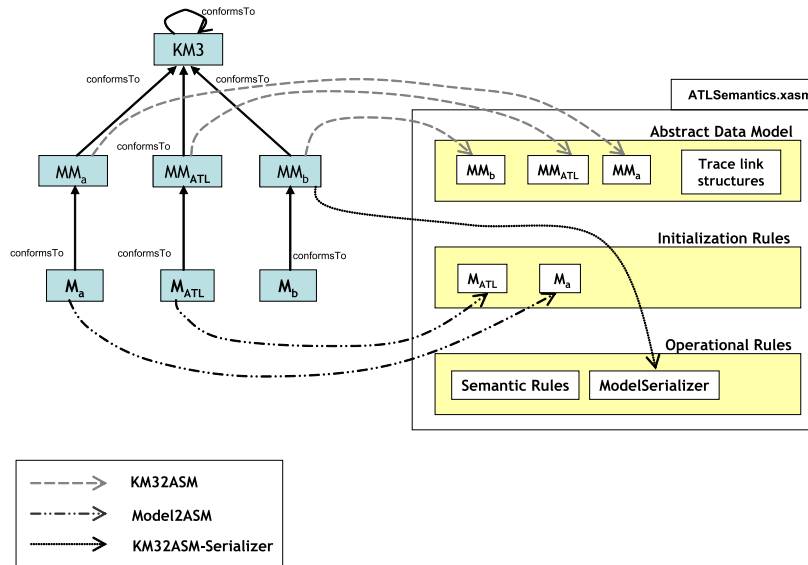 KM3
conformsTo
conformsTo
conformsTo
conformsTo
MMa
MMATL
MMb
conformsTo
conformsTo
conformsTo
Ma
MATL
Mb
ATLSemantics.xasm
Abstract Data Model
MMb
MMATL
MMa
Trace link
structures
Initialization Rules
MATL
Ma
Operational Rules
Semantic Rules
ModelSerializer
KM32ASM
Model2ASM
KM32ASM-Serializer